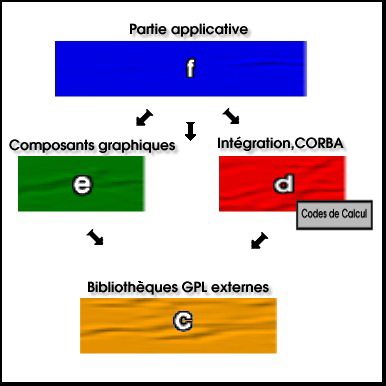 Partie applicative
f
Composants graphiques
Intégration,CORBA
e
d
Codes de Calcul
Bibliothèques GPL externes
c